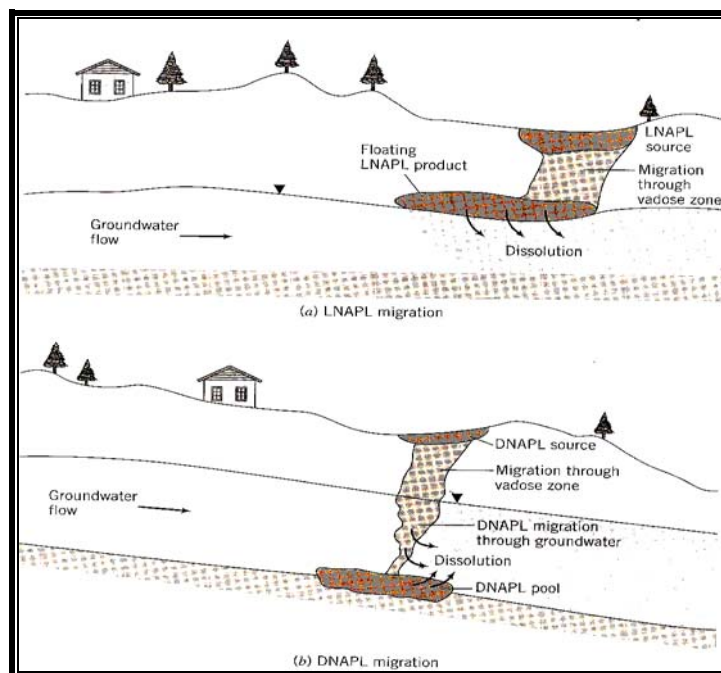 LNAPL
source
Floating
LNAPL product
Migration
through
vadose zone
Groundwater
flow
Dissolution
(a) LNAPL migration
DNAPL source
Migration through
vadose zone
Groundwater
flow
DNAPL migration
through groundwater
Dissolution
DNAPL pool
(b) DNAPL migration